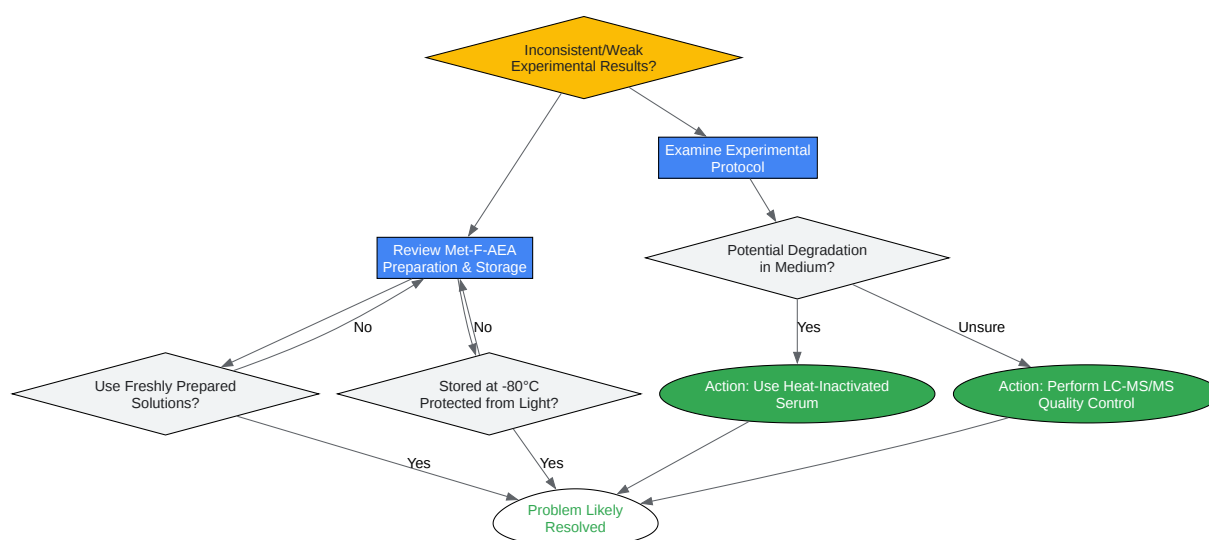 Inconsistent/Weak
Experimental Results?
Examine Experimental
Protocol
Review Met-F-AEA
Preparation & Storage
Potential Degradation
in Medium?
No
No
Yes
Unsure
Use Freshly Prepared
Solutions?
Stored at -80°C
Protected from Light?
Action: Use Heat-Inactivated
Serum
Action: Perform LC-MS/MS
Quality Control
Yes
Yes
Problem Likely
Resolved